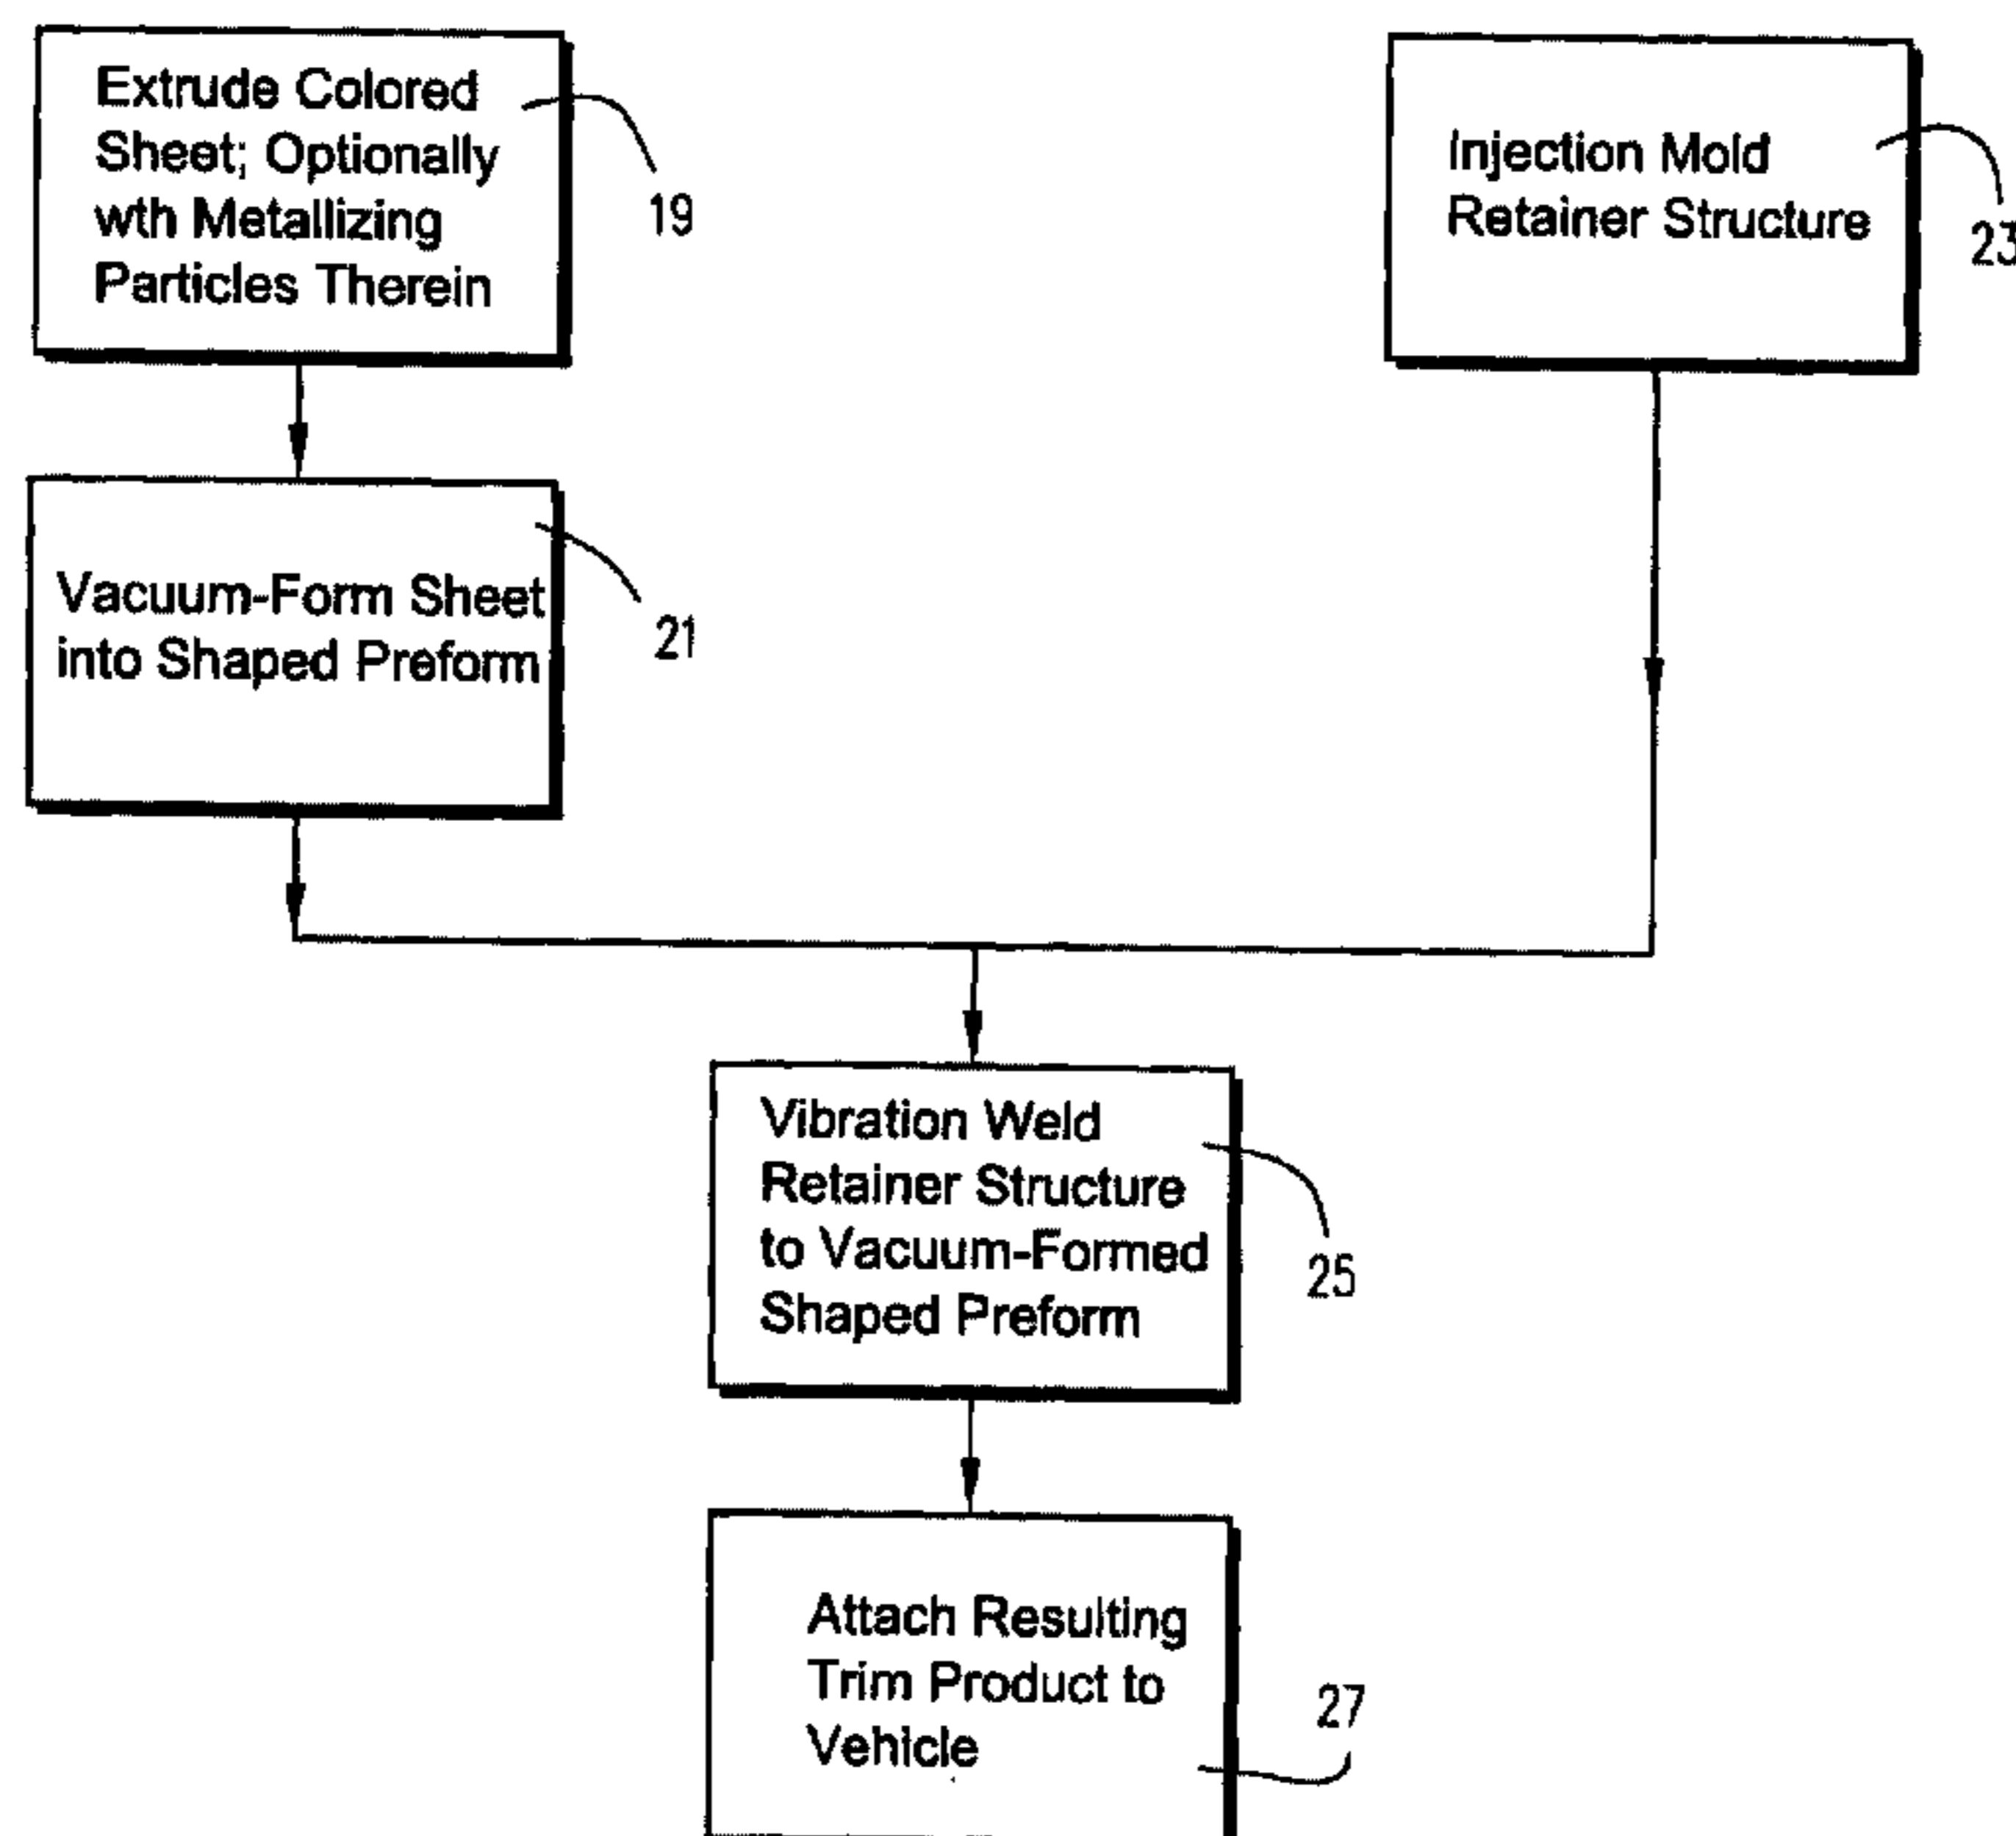 Extrude Colored
Sheet; Optionally
wth Metallizing
Particles Therein
19
Injection Mold
Retainer Structure
23
Vacuum-Form Sheet
into Shaped Preform
21
Vibration Weld
Retainer Structure
to Vacuum-Formed
Shaped Preform
25
Attach Resulting
Trim Product to
Vehicle
27